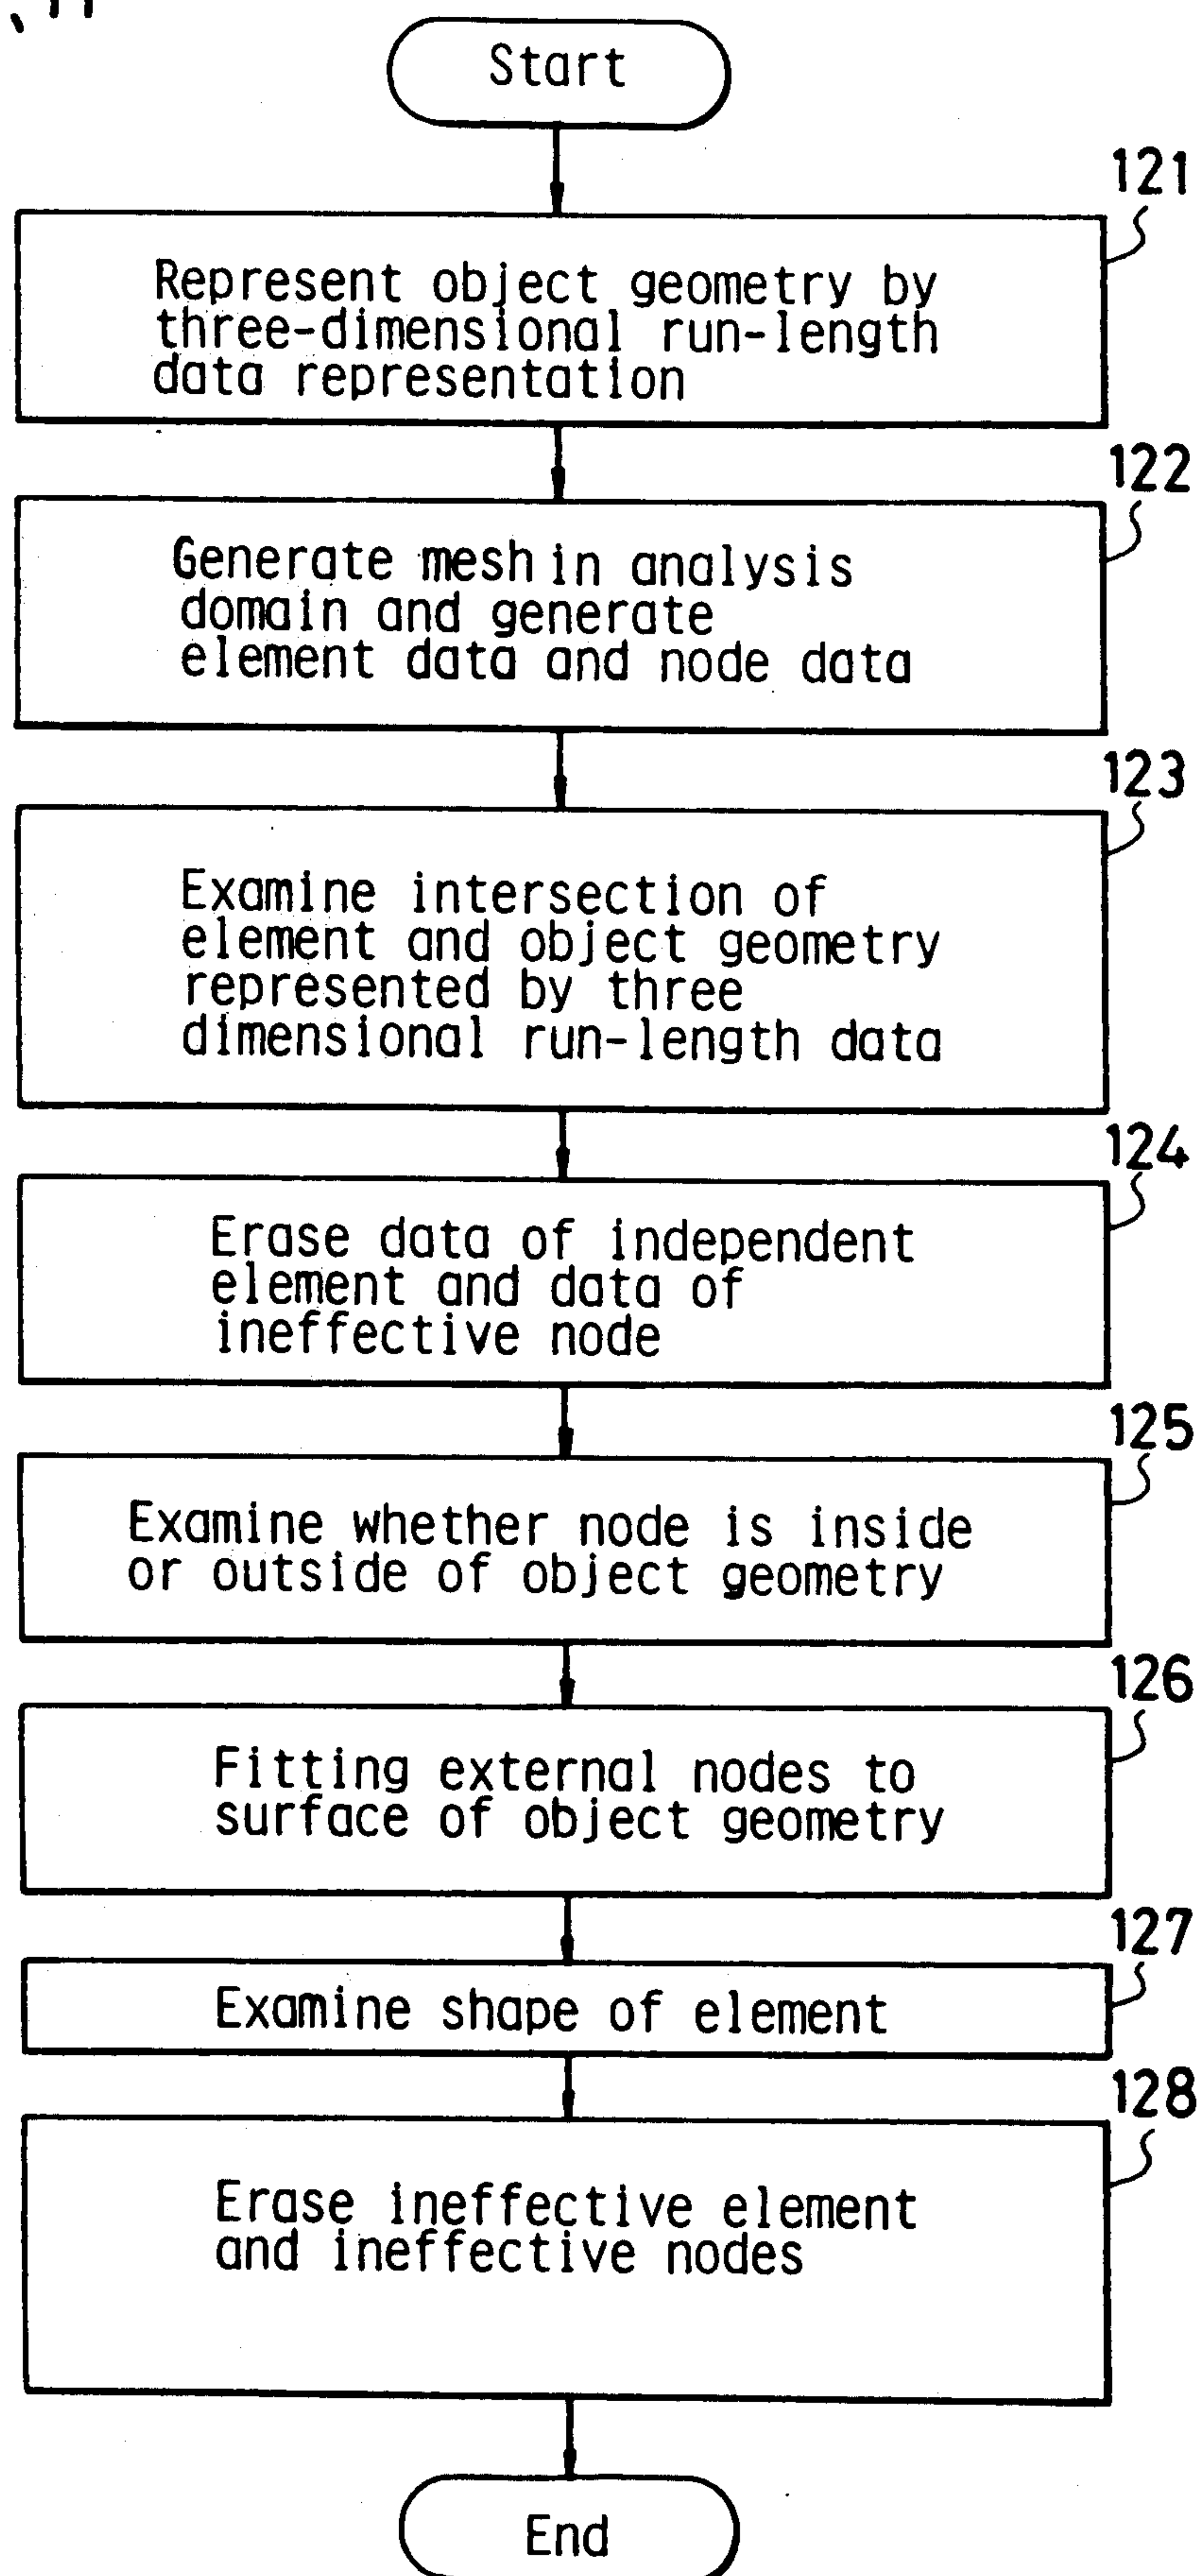 Start
121
Represent object geometry by
three-dimensional run-length
data representation
122
Generate mesh in analysis
domain and generate
element data and node data
123
Examine intersection of
element and object geometry
represented by three
dimensional run-length data
124
Erase data of independent
element and data of
ineffective node
125
Examine whether node is inside
or outside of object geometry
126
Fitting external nodes to
surface of object geometry
127
Examine shape of element
128
Erase ineffective element
and ineffective nodes
End